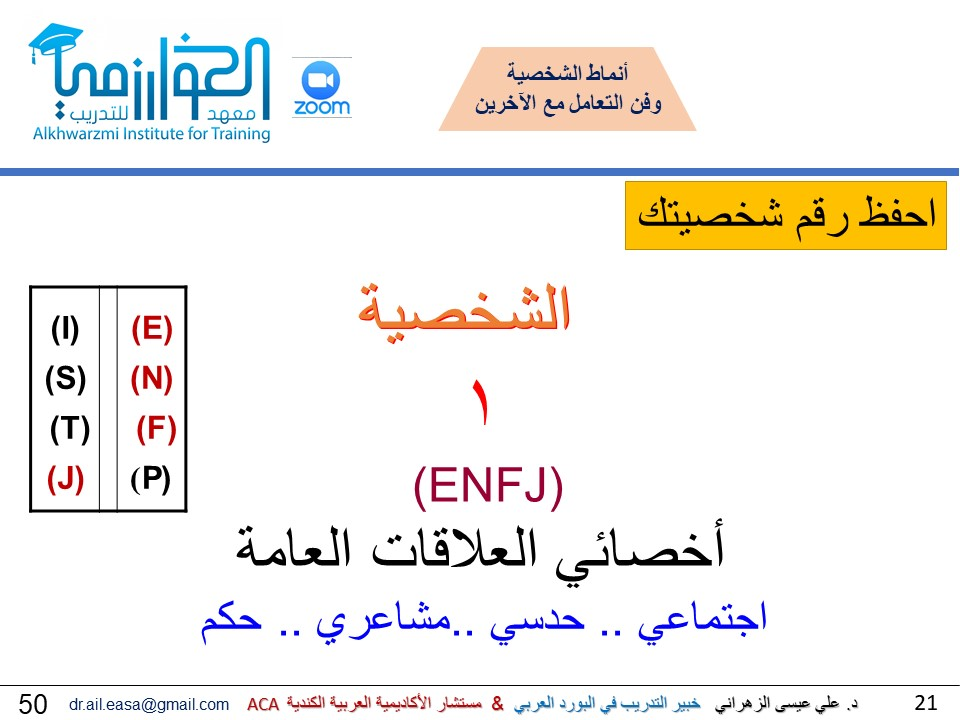 الخوارزمي
معهد للتدريب
Alkhwarzmi Institute for Training
zoom
أنماط الشخصية
وفن التعامل مع الآخرين
احفظ رقم شخصيتك
الشخصية
١
(ENFJ)
أخصائي العلاقات العامة
اجتماعي .. حدسي ..مشاعري .. حكم
(I) (E)
(S) (N)
(T) (F)
(J) (P)
50 dr.ail.easa@gmail.com د. علي عيسى الزهراني خبير التدريب في البورد العربي & مستشار الأكاديمية العربية الكندية ACA 21